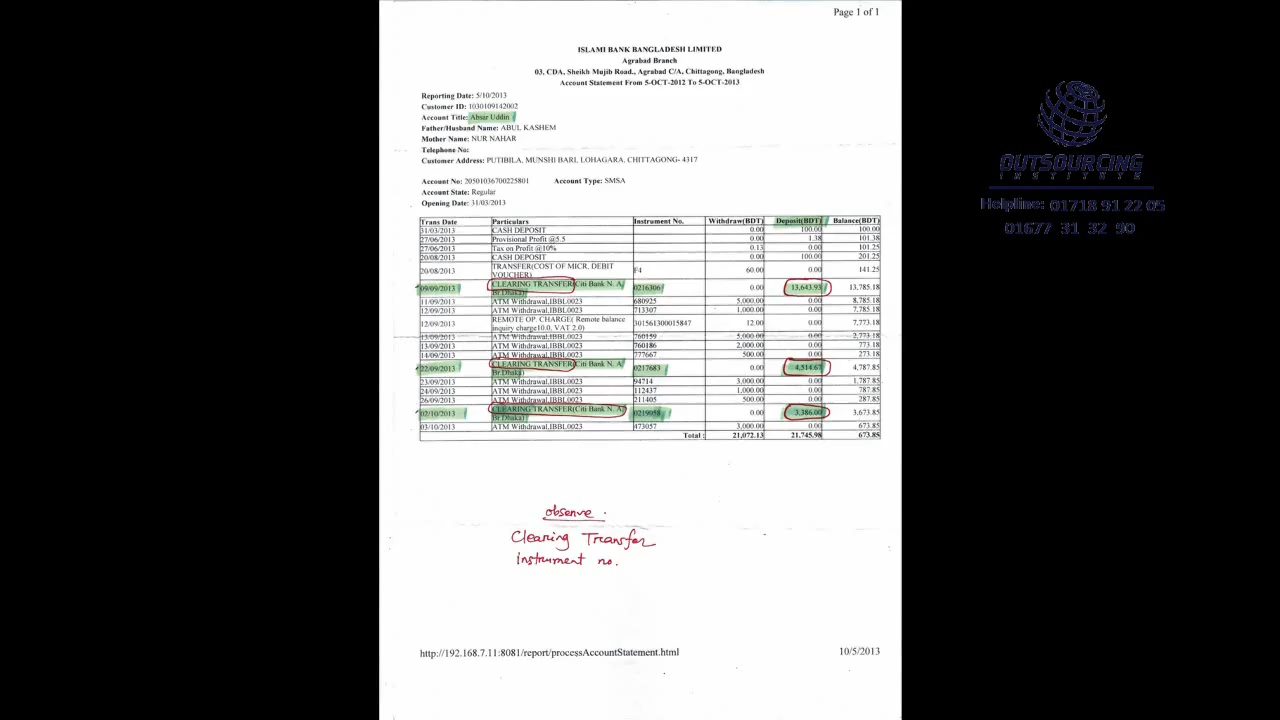 Page 1 of 1
ISLAMI BANK BANGLADESH LIMITED
Agrabad Branch
03, CDA, Sheikh Mujib Road., Agrabad C/A, Chittagong, Bangladesh
Account Statement From 5-OCT-2012 To 5-OCT-2013
Reporting Date: 5/10/2013
Customer ID: 1030109142002
Account Title: Absar Uddin
Father/Husband Name: ABUL KASHEM
Mother Name: NUR NAHAR
Telephone No:
Customer Address: PUTIBILA, MUNSHI BARI, LOHAGARA, CHITTAGONG- 4317
Account No: 20501036700225801 Account Type: SMSA
Account State: Regular
Opening Date: 31/03/2013
Trans Date Particulars Instrument No. Withdraw(BDT) Deposit(BDT) Balance(BDT)
31/03/2013 CASH DEPOSIT 0.00 100.00 100.00
27/06/2013 Provisional Profit @5.5 0.00 1.38 101.38
27/06/2013 Tax on Profit @10% 0.13 0.00 101.25
20/08/2013 CASH DEPOSIT 0.00 100.00 201.25
20/08/2013 TRANSFER(COST OF MICR, DEBIT VOUCHER) F4 60.00 0.00 141.25
09/09/2013 CLEARING TRANSFER(Citi Bank N. A/ Br.Dhaka) 0216306 0.00 13,643.93 13,785.18
11/09/2013 ATM Withdrawal,IBBL0023 680925 5,000.00 0.00 8,785.18
12/09/2013 ATM Withdrawal,IBBL0023 713307 1,000.00 0.00 7,785.18
12/09/2013 REMOTE OP. CHARGE( Remote balance inquiry charge10.0, VAT 2.0) 301561300015847 12.00 0.00 7,773.18
13/09/2013 ATM Withdrawal,IBBL0023 760159 5,000.00 0.00 2,773.18
13/09/2013 ATM Withdrawal,IBBL0023 760186 2,000.00 0.00 773.18
14/09/2013 ATM Withdrawal,IBBL0023 777667 500.00 0.00 273.18
22/09/2013 CLEARING TRANSFER(Citi Bank N. A/ Br.Dhaka) 0217683 0.00 4,514.67 4,787.85
23/09/2013 ATM Withdrawal,IBBL0023 94714 3,000.00 0.00 1,787.85
24/09/2013 ATM Withdrawal,IBBL0023 112437 1,000.00 0.00 787.85
26/09/2013 ATM Withdrawal,IBBL0023 211405 500.00 0.00 287.85
02/10/2013 CLEARING TRANSFER(Citi Bank N. A/ Br.Dhaka) 0219058 0.00 3,386.00 3,673.85
03/10/2013 ATM Withdrawal,IBBL0023 473057 3,000.00 0.00 673.85
Total : 21,072.13 21,745.98 673.85
observe.
Clearing Transfer
instrument no.
http://192.168.7.11:8081/report/processAccountStatement.html 10/5/2013
OUTSOURCING
INSTITUTE
Helpline: 01718 91 22 05
01677 31 32 90